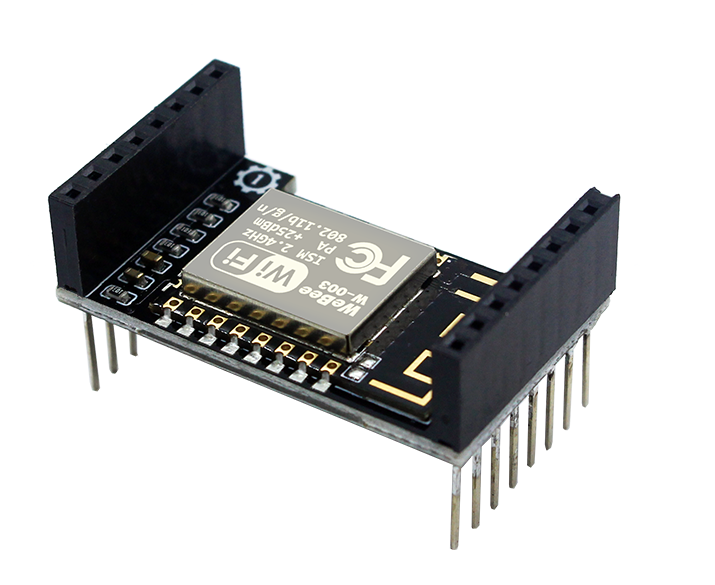 WeBee
W-003
WiFi
FC
ISM 2.4GHz
PA +25dBm
802.11b/g/n